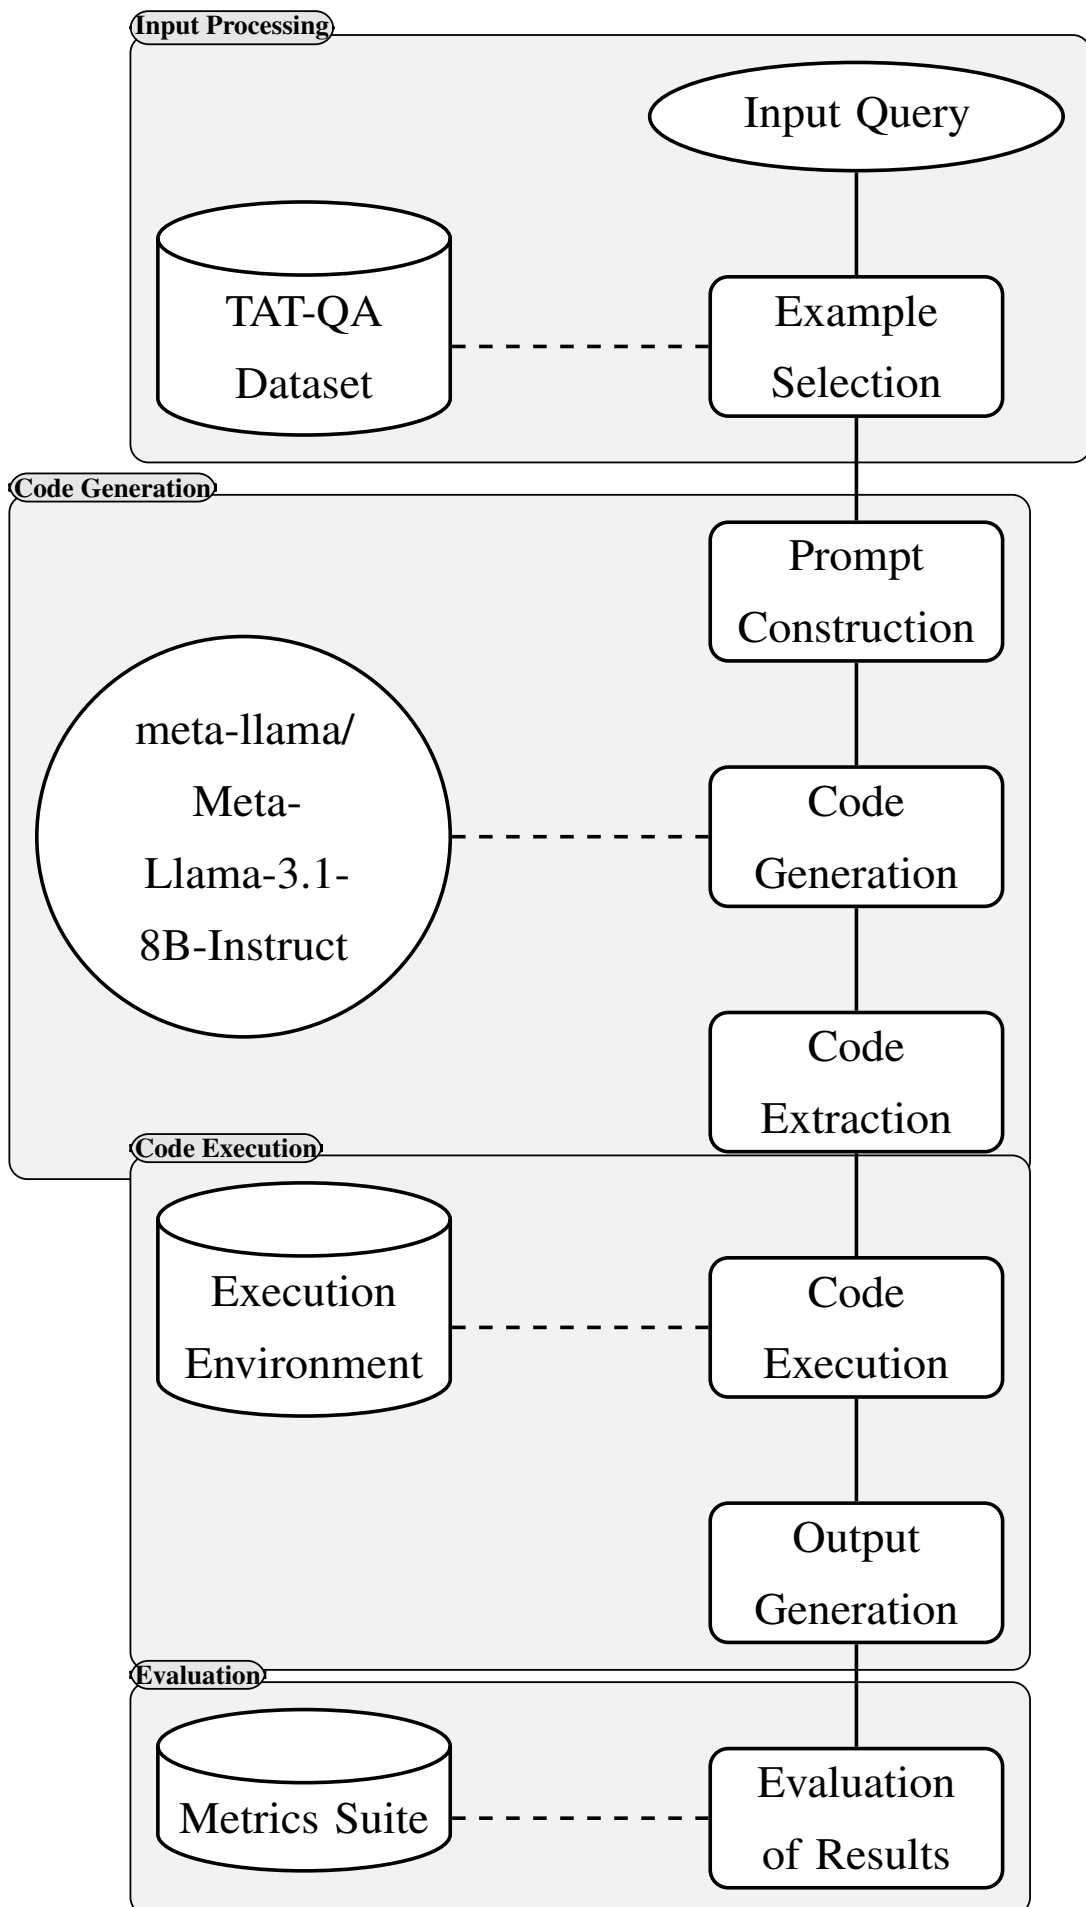 Input Processing
Input Query
TAT-QA
Dataset
Example
Selection
Code Generation
Prompt
Construction
meta-llama/
Meta-
Llama-3.1-
8B-Instruct
Code
Generation
Code
Extraction
Code Execution
Execution
Environment
Code
Execution
Output
Generation
Evaluation
Metrics Suite
Evaluation
of Results